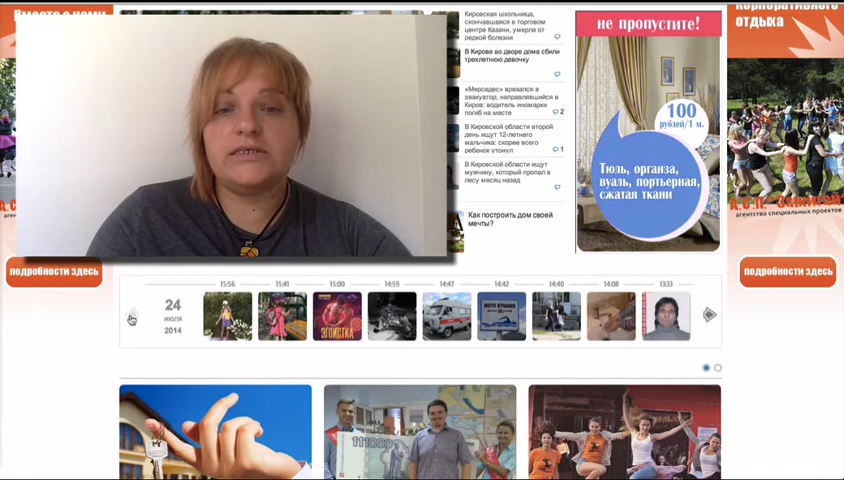 Вместе с нами
Кировская школьница,
скончавшаяся в торговом
центре Казани, умерла от
редкой болезни
В Кирове во дворе дома сбили
трехлетнюю девочку
«Мерседес» врезался в
эвакуатор, направлявшийся в
Киров: водитель иномарки
погиб на месте
2
В Кировской области второй
день ищут 12-летнего
мальчика: скорее всего
ребенок утонул
1
В Кировской области ищут
мужчину, который пропал в
лесу месяц назад
Как построить дом своей
мечты?
не пропустите!
100
рублей/1 м.
Тюль, органза,
вуаль, портьерная,
сжатая ткани
корпоративного
отдыха
А.С.П. "Зажигай"
агентство специальных проектов
подробности здесь
подробности здесь
24
июля
2014
15:56
15:41
15:00
14:59
14:47
14:42
14:40
14:08
13:13
ЭГОИСТКА
МЕСТО КУПАНИЯ
111000